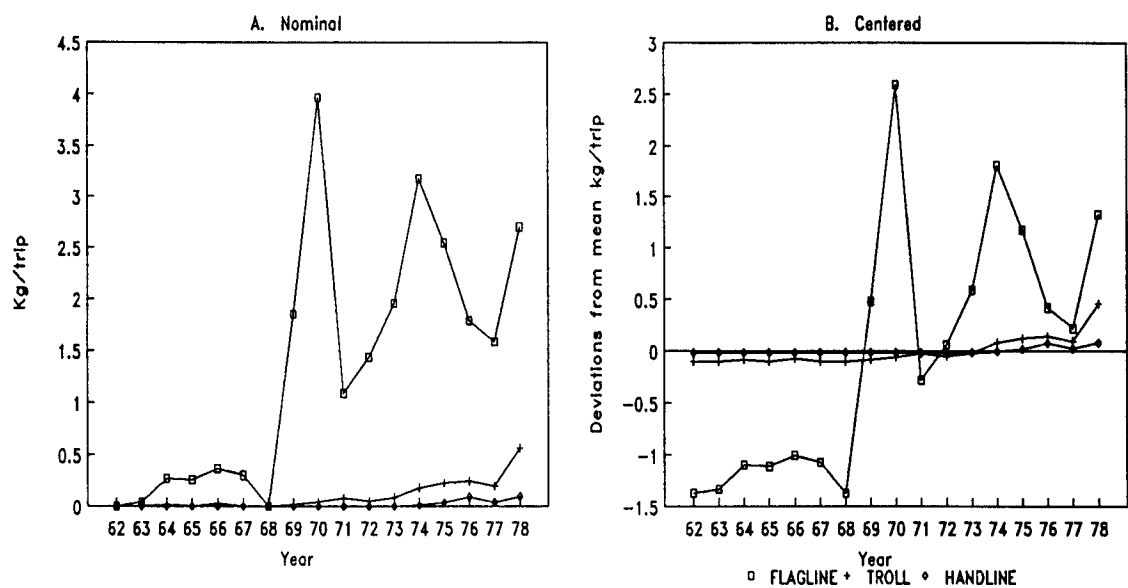 A. Nominal
4.5
4
3.5
3
2.5
2
1.5
1
0.5
0
Kg/trip
62 63 64 65 66 67 68 69 70 71 72 73 74 75 76 77 78
Year
B. Centered
3
2.5
2
1.5
1
0.5
0
-0.5
-1
-1.5
Deviations from mean kg/trip
62 63 64 65 66 67 68 69 70 71 72 73 74 75 76 77 78
Year
FLAGLINE + TROLL ⋄ HANDLINE